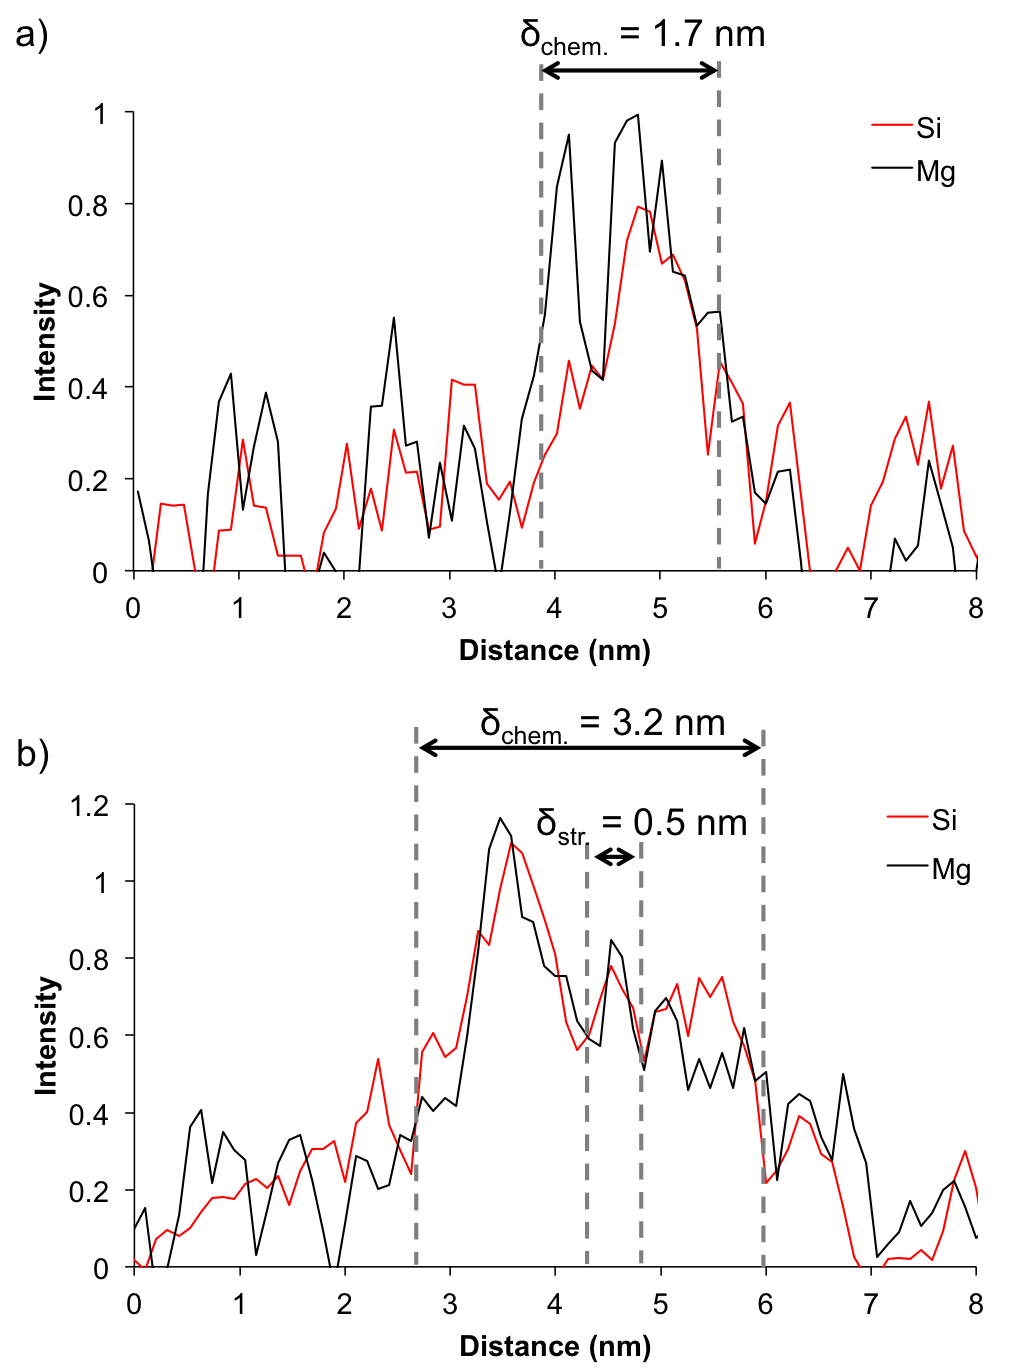 a)
δchem. = 1.7 nm
Si
Mg
1
0.8
0.6
0.4
0.2
0
Intensity
0 1 2 3 4 5 6 7 8
Distance (nm)
b)
δchem. = 3.2 nm
δstr. = 0.5 nm
Si
Mg
1.2
1
0.8
0.6
0.4
0.2
0
Intensity
0 1 2 3 4 5 6 7 8
Distance (nm)